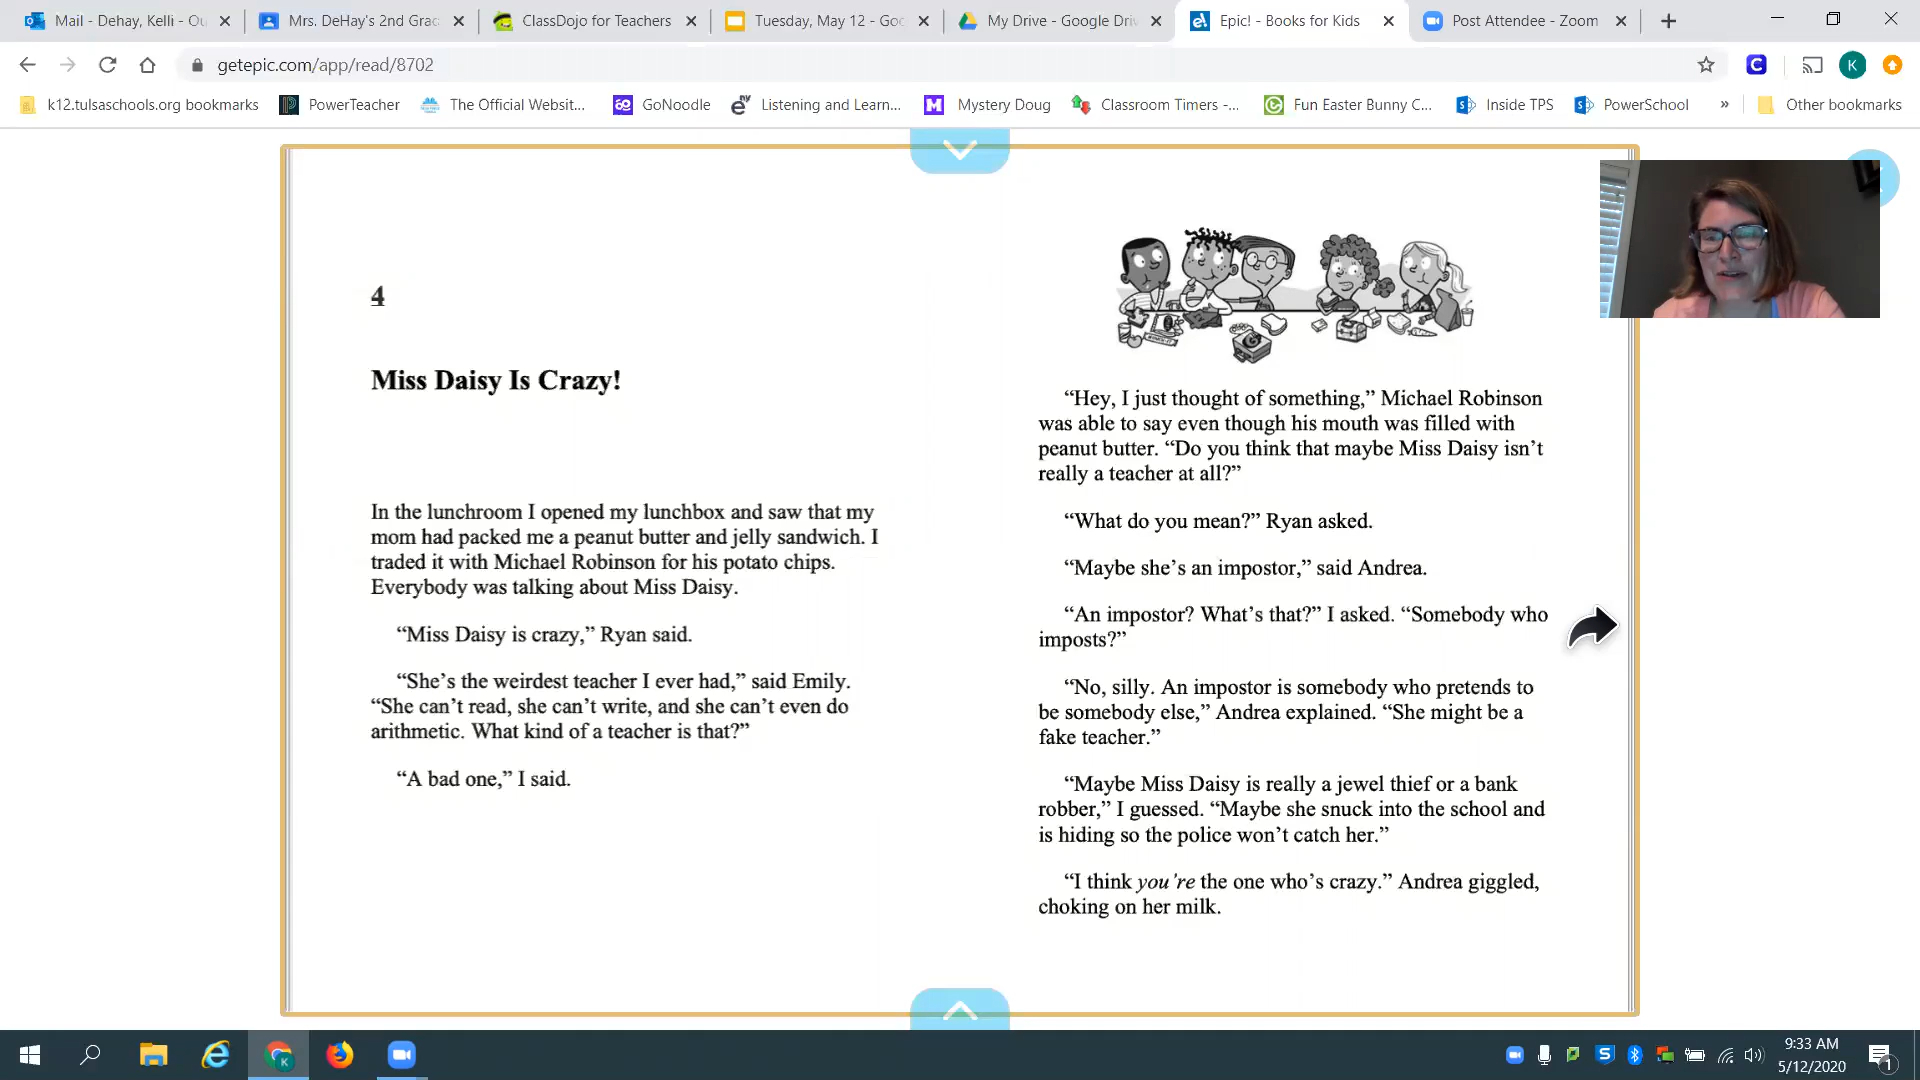 Mail - Dehay, Kelli - Ou
Mrs. DeHay's 2nd Grac
ClassDojo for Teachers
Tuesday, May 12 - Goo
My Drive - Google Driv
Epic! - Books for Kids
Post Attendee - Zoom
getepic.com/app/read/8702
K
k12.tulsaschools.org bookmarks
PowerTeacher
The Official Websit...
GoNoodle
Listening and Learn...
Mystery Doug
Classroom Timers -...
Fun Easter Bunny C...
Inside TPS
PowerSchool
»
Other bookmarks
4
Miss Daisy Is Crazy!
In the lunchroom I opened my lunchbox and saw that my
mom had packed me a peanut butter and jelly sandwich. I
traded it with Michael Robinson for his potato chips.
Everybody was talking about Miss Daisy.
“Miss Daisy is crazy,” Ryan said.
“She’s the weirdest teacher I ever had,” said Emily.
“She can’t read, she can’t write, and she can’t even do
arithmetic. What kind of a teacher is that?”
“A bad one,” I said.
“Hey, I just thought of something,” Michael Robinson
was able to say even though his mouth was filled with
peanut butter. “Do you think that maybe Miss Daisy isn’t
really a teacher at all?”
“What do you mean?” Ryan asked.
“Maybe she’s an impostor,” said Andrea.
“An impostor? What’s that?” I asked. “Somebody who
imposts?”
“No, silly. An impostor is somebody who pretends to
be somebody else,” Andrea explained. “She might be a
fake teacher.”
“Maybe Miss Daisy is really a jewel thief or a bank
robber,” I guessed. “Maybe she snuck into the school and
is hiding so the police won’t catch her.”
“I think you’re the one who’s crazy.” Andrea giggled,
choking on her milk.
9:33 AM
5/12/2020
1